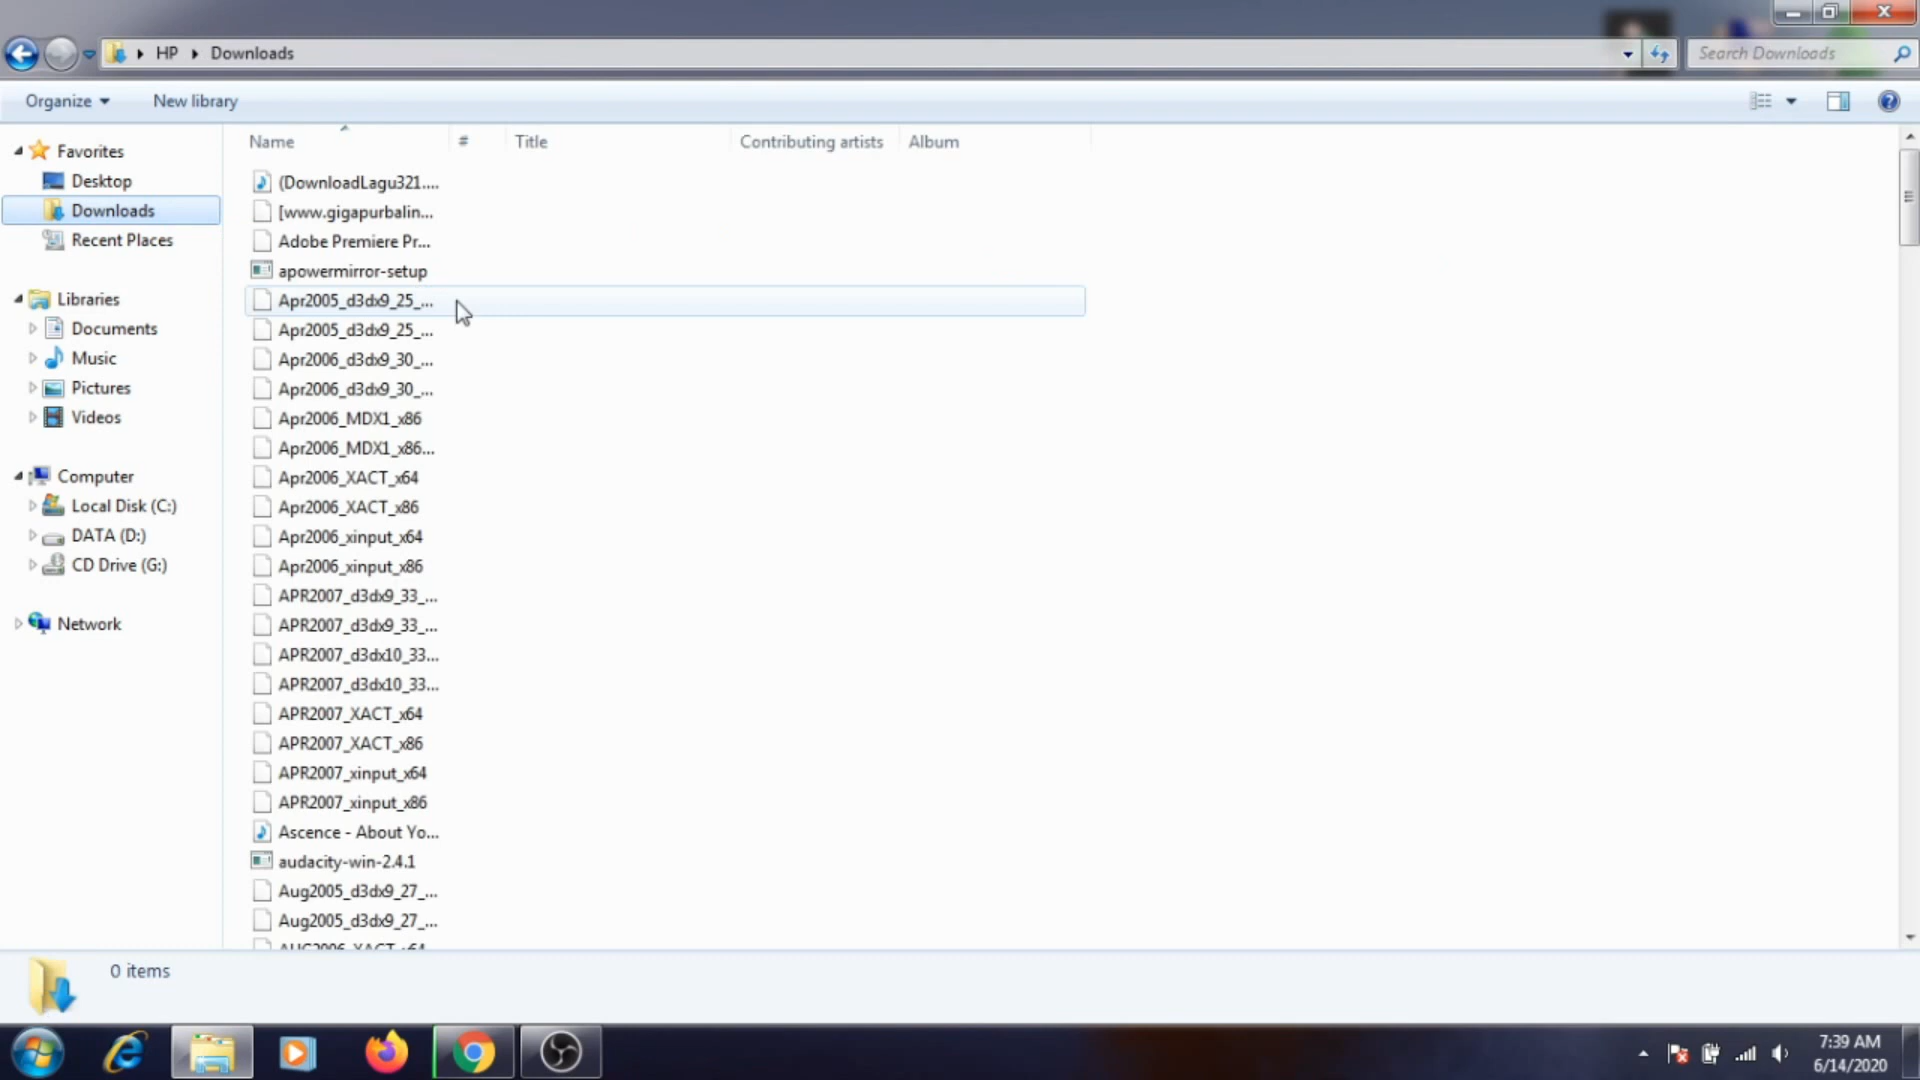 HP Downloads
Search Downloads
Organize New library
Favorites
Desktop
Downloads
Recent Places
Libraries
Documents
Music
Pictures
Videos
Computer
Local Disk (C:)
DATA (D:)
CD Drive (G:)
Network
Name # Title Contributing artists Album
(DownloadLagu321....
[www.gigapurbalin...
Adobe Premiere Pr...
apowermirror-setup
Apr2005_d3dx9_25_...
Apr2005_d3dx9_25_...
Apr2006_d3dx9_30_...
Apr2006_d3dx9_30_...
Apr2006_MDX1_x86
Apr2006_MDX1_x86...
Apr2006_XACT_x64
Apr2006_XACT_x86
Apr2006_xinput_x64
Apr2006_xinput_x86
APR2007_d3dx9_33_...
APR2007_d3dx9_33_...
APR2007_d3dx10_33...
APR2007_d3dx10_33...
APR2007_XACT_x64
APR2007_XACT_x86
APR2007_xinput_x64
APR2007_xinput_x86
Ascence - About Yo...
audacity-win-2.4.1
Aug2005_d3dx9_27_...
Aug2005_d3dx9_27_...
AUG2006_XACT_x64
0 items
7:39 AM
6/14/2020